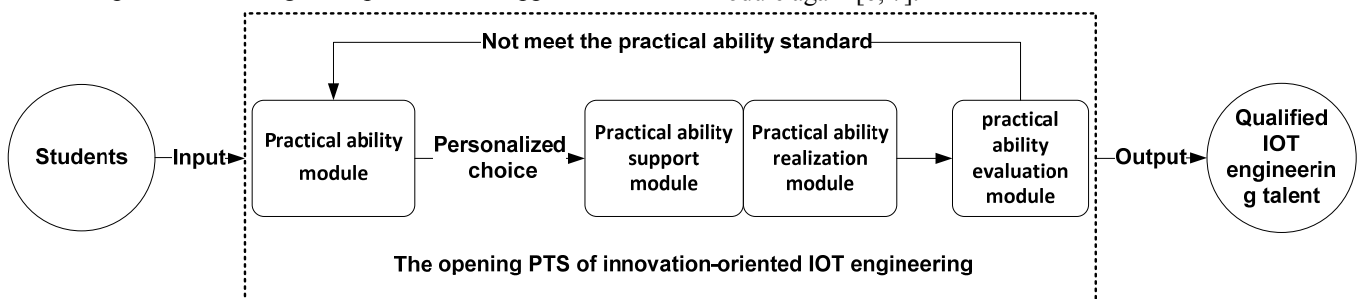 Not meet the practical ability standard
Students
Input
Practical ability
module
Personalized
choice
Practical ability
support
module
Practical ability
realization
module
practical
ability
evaluation
module
Output
Qualified
IOT
engineerin
g talent
The opening PTS of innovation-oriented IOT engineering